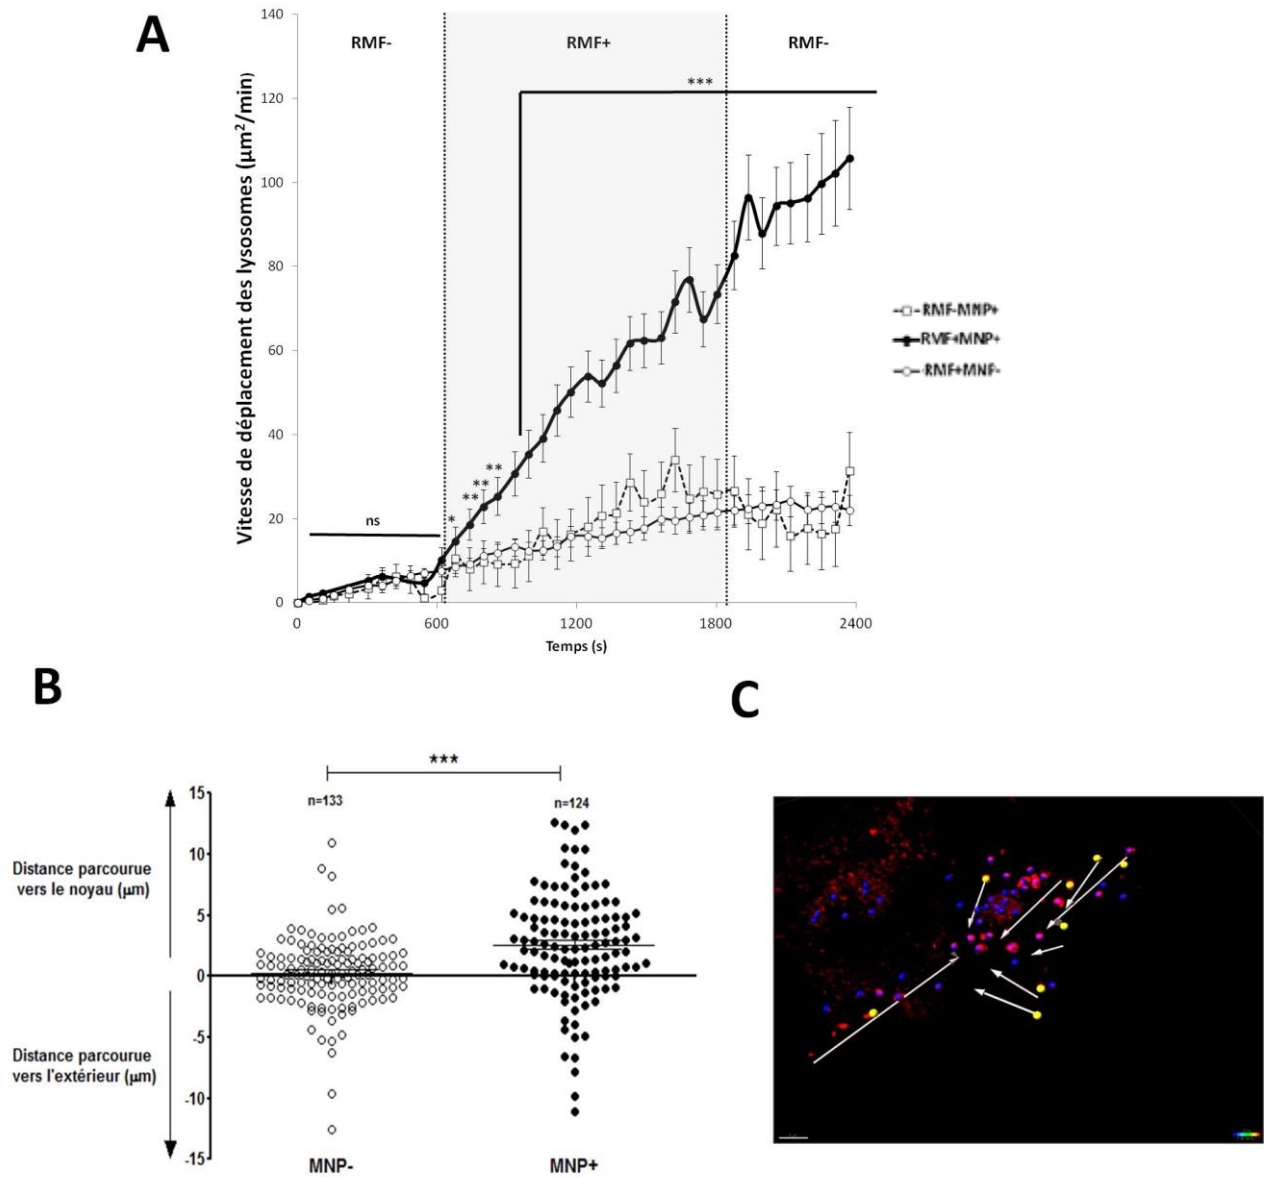 A
140
120
100
80
60
40
20
0
RMF-
RMF+
RMF-
***
**
**
**
*
ns
Vitesse de déplacement des lysosomes (µm²/min)
0
600
1200
1800
2400
Temps (s)
RMF-MNP+
RMF+MNP+
RMF+MNP-
B
***
n=133
n=124
15
10
5
0
-5
-10
-15
Distance parcourue
vers le noyau (µm)
Distance parcourue
vers l'extérieur (µm)
MNP-
MNP+
C